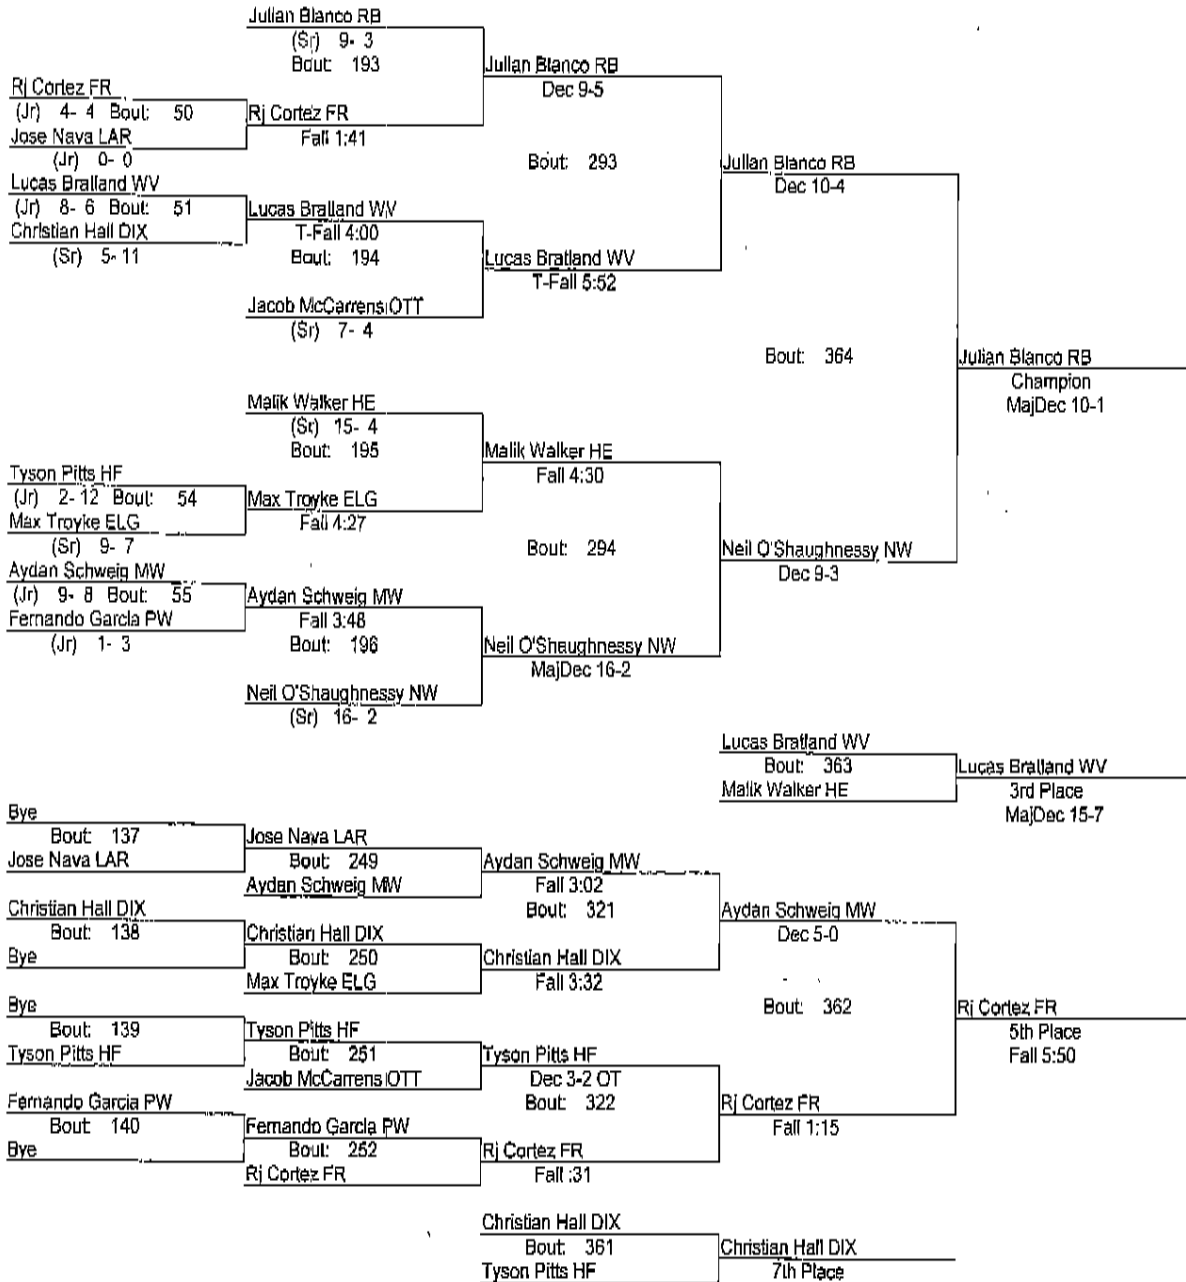 Julian Blanco RB
(Sr) 9- 3
Bout: 193
Julian Blanco RB
Dec 9-5
Rj Cortez FR
(Jr) 4- 4 Bout: 50
Rj Cortez FR
Fall 1:41
Jose Nava LAR
(Jr) 0- 0
Bout: 293
Julian Blanco RB
Dec 10-4
Lucas Bratland WV
(Jr) 8- 6 Bout: 51
Lucas Bratland WV
T-Fall 4:00
Bout: 194
Christian Hall DIX
(Sr) 5- 11
Lucas Bratland WV
T-Fall 5:52
Jacob McCarrens OTT
(Sr) 7- 4
Bout: 364
Julian Blanco RB
Champion
MajDec 10-1
Malik Walker HE
(Sr) 15- 4
Bout: 195
Malik Walker HE
Fall 4:30
Tyson Pitts HF
(Jr) 2- 12 Bout: 54
Max Troyke ELG
Fall 4:27
Max Troyke ELG
(Sr) 9- 7
Bout: 294
Neil O'Shaughnessy NW
Dec 9-3
Aydan Schweig MW
(Jr) 9- 8 Bout: 55
Aydan Schweig MW
Fall 3:48
Bout: 196
Fernando Garcia PW
(Jr) 1- 3
Neil O'Shaughnessy NW
MajDec 16-2
Neil O'Shaughnessy NW
(Sr) 16- 2
Lucas Bratland WV
Bout: 363
Malik Walker HE
Lucas Bratland WV
3rd Place
MajDec 15-7
Bye
Bout: 137
Jose Nava LAR
Jose Nava LAR
Bout: 249
Aydan Schweig MW
Aydan Schweig MW
Fall 3:02
Bout: 321
Aydan Schweig MW
Dec 5-0
Christian Hall DIX
Bout: 138
Bye
Christian Hall DIX
Bout: 250
Max Troyke ELG
Christian Hall DIX
Fall 3:32
Bout: 362
Rj Cortez FR
5th Place
Fall 5:50
Bye
Bout: 139
Tyson Pitts HF
Tyson Pitts HF
Bout: 251
Jacob McCarrens OTT
Tyson Pitts HF
Dec 3-2 OT
Bout: 322
Rj Cortez FR
Fall 1:15
Fernando Garcia PW
Bout: 140
Bye
Fernando Garcia PW
Bout: 252
Rj Cortez FR
Rj Cortez FR
Fall :31
Christian Hall DIX
Bout: 361
Tyson Pitts HF
Christian Hall DIX
7th Place